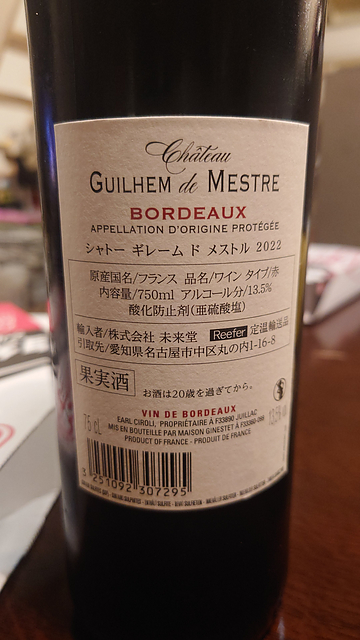 Château
GUILHEM de MESTRE
BORDEAUX
APPELLATION D'ORIGINE PROTÉGÉE
シャトー ギレーム ド メストル 2022
原産国名/フランス 品名/ワイン タイプ/赤
内容量/750ml アルコール分/13.5%
酸化防止剤(亜硫酸塩)
輸入者/株式会社 未来堂 Reefer 定温輸送品
引取先/愛知県名古屋市中区丸の内1-16-8
果実酒
お酒は20歳を過ぎてから。
VIN DE BORDEAUX
EARL CIROLI, PROPRIÉTAIRE À F33890 JUILLAC
MIS EN BOUTEILLE PAR MAISON GINESTET À
PRODUCT OF FRANCE - PRODUIT DE FRANCE
75 cL
3 251092 307295